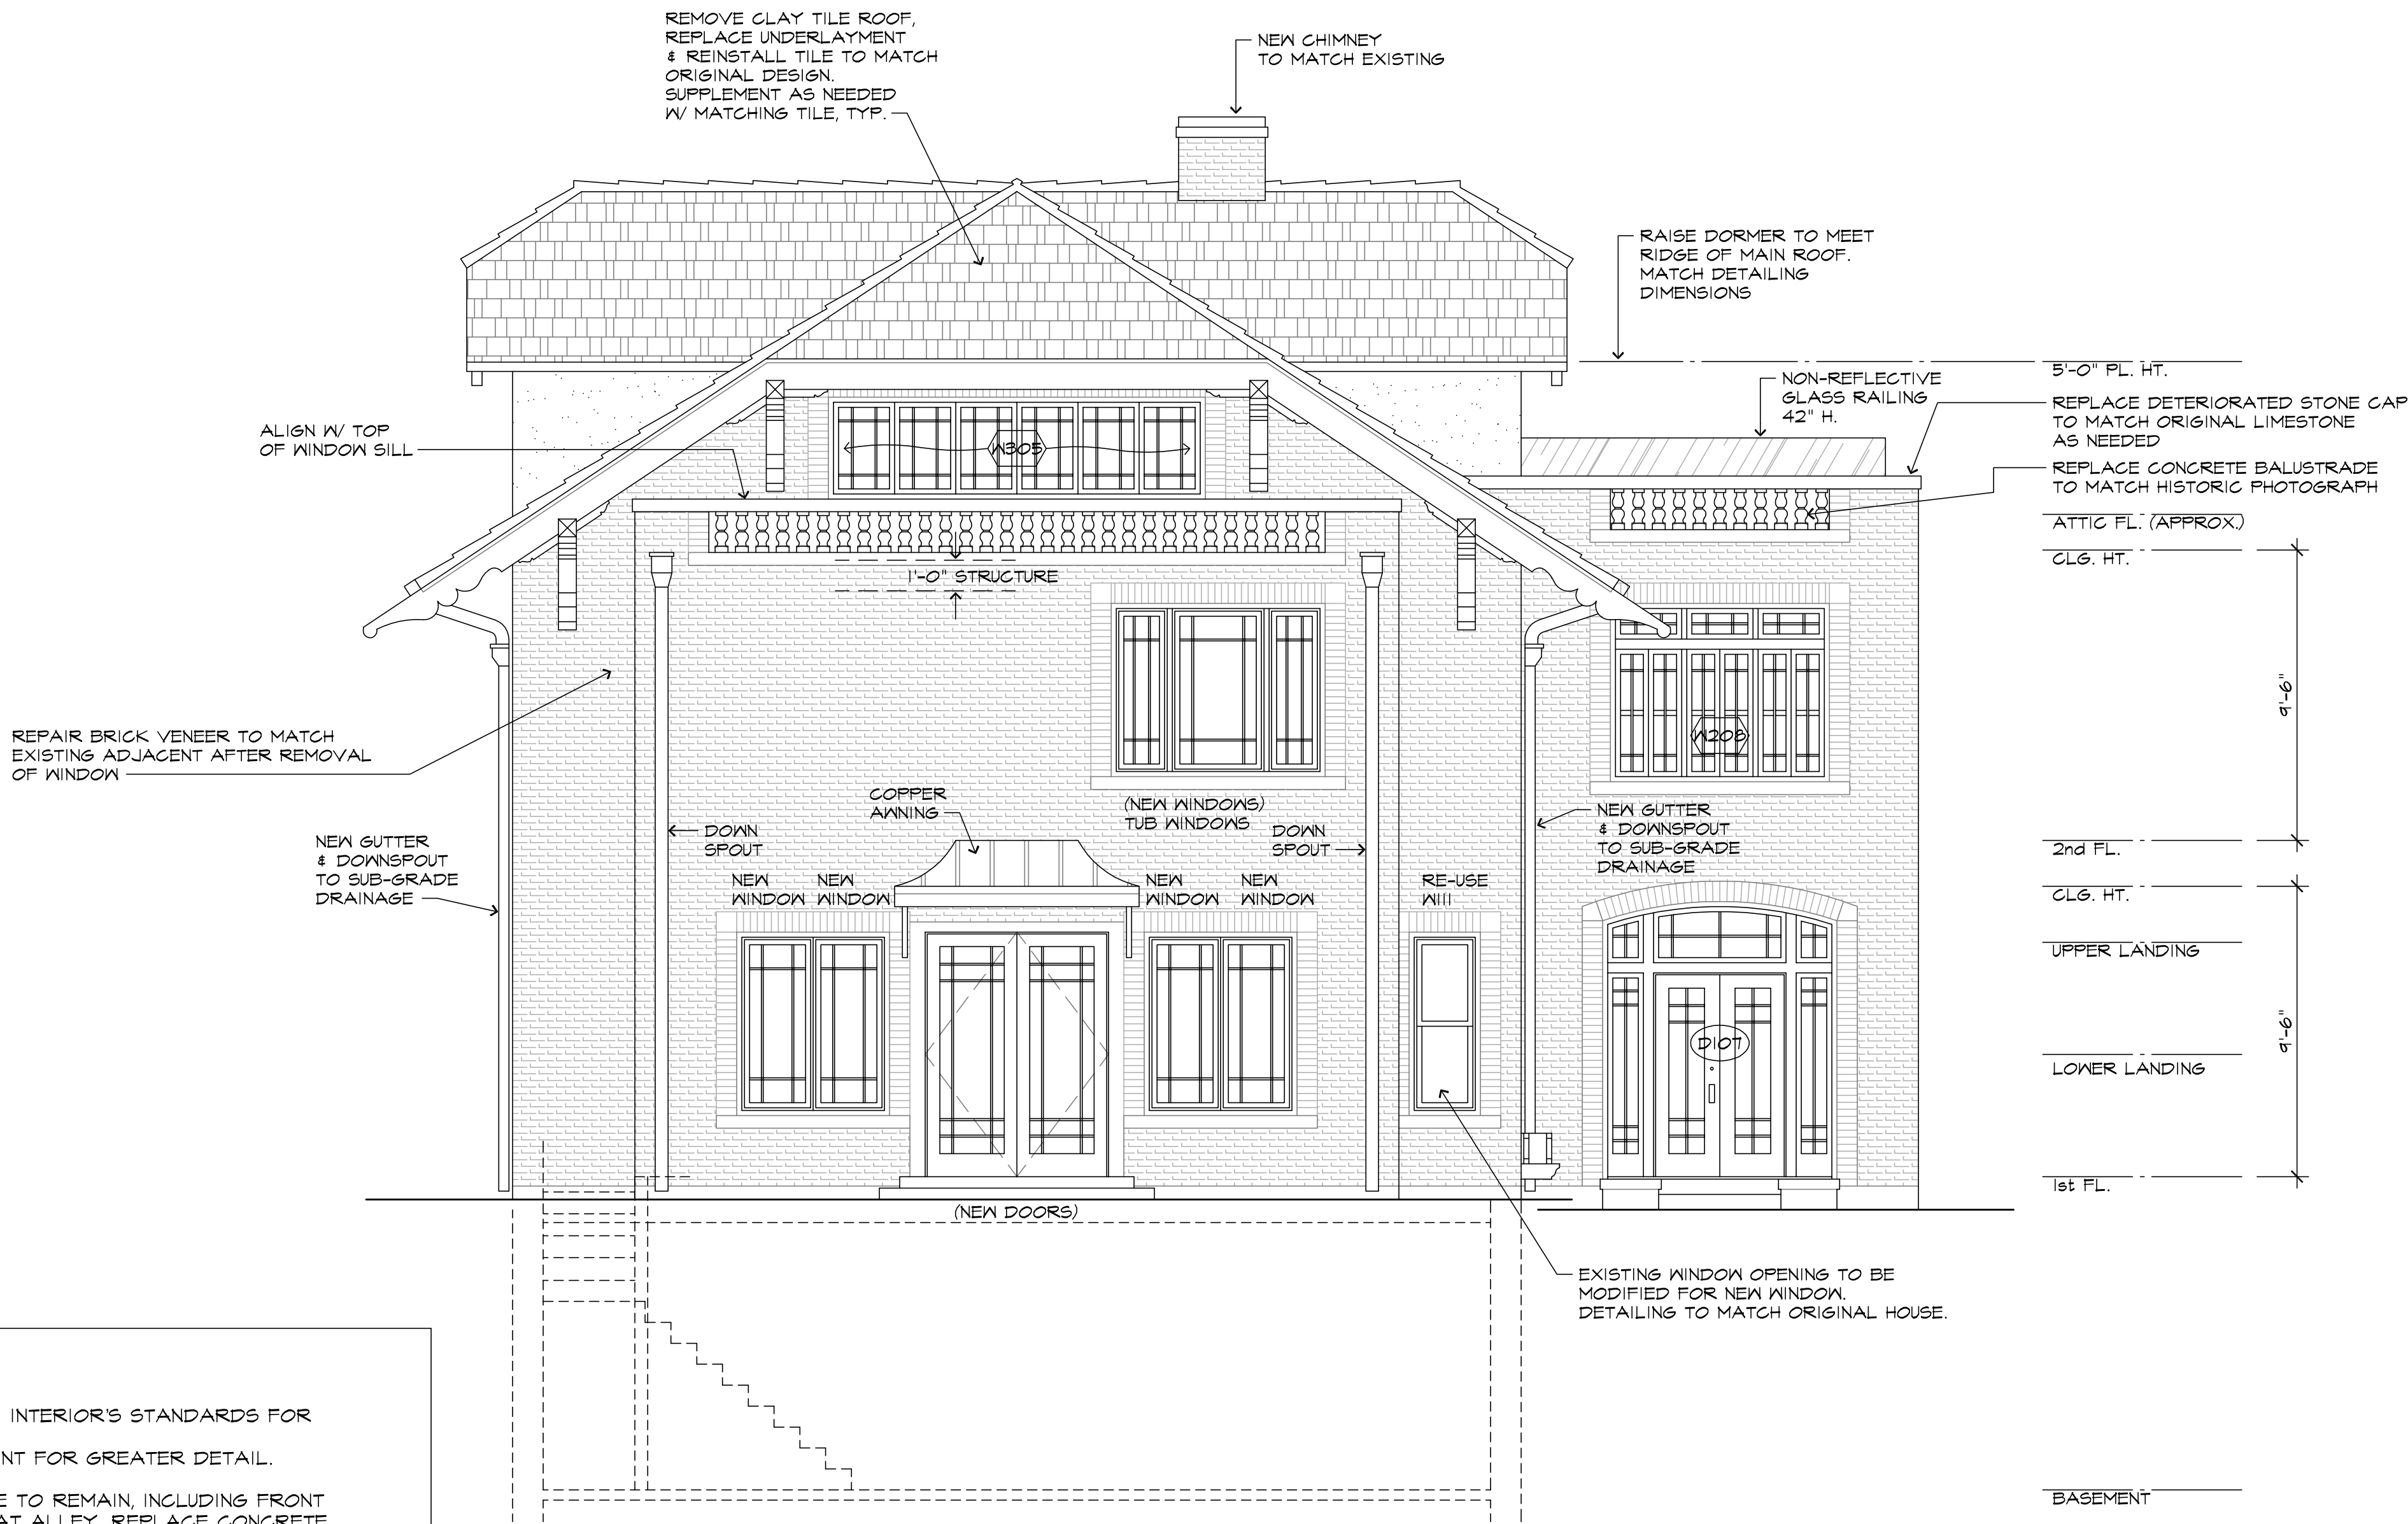 REMOVE CLAY TILE ROOF,
REPLACE UNDERLAYMENT
& REINSTALL TILE TO MATCH
ORIGINAL DESIGN.
SUPPLEMENT AS NEEDED
W/ MATCHING TILE, TYP.
NEW CHIMNEY
TO MATCH EXISTING
RAISE DORMER TO MEET
RIDGE OF MAIN ROOF.
MATCH DETAILING
DIMENSIONS
5'-0" PL. HT.
NON-REFLECTIVE
GLASS RAILING
42" H.
REPLACE DETERIORATED STONE CAP
TO MATCH ORIGINAL LIMESTONE
AS NEEDED
REPLACE CONCRETE BALUSTRADE
TO MATCH HISTORIC PHOTOGRAPH
ALIGN W/ TOP
OF WINDOW SILL
W305
ATTIC FL. (APPROX.)
CLG. HT.
1'-0" STRUCTURE
9'-6"
REPAIR BRICK VENEER TO MATCH
EXISTING ADJACENT AFTER REMOVAL
OF WINDOW
W208
COPPER
AWNING
(NEW WINDOWS)
TUB WINDOWS
DOWN
SPOUT
DOWN
SPOUT
NEW GUTTER
& DOWNSPOUT
TO SUB-GRADE
DRAINAGE
NEW GUTTER
& DOWNSPOUT
TO SUB-GRADE
DRAINAGE
2nd FL.
NEW
WINDOW
NEW
WINDOW
NEW
WINDOW
NEW
WINDOW
RE-USE
W111
CLG. HT.
UPPER LANDING
D107
9'-6"
LOWER LANDING
1st FL.
(NEW DOORS)
EXISTING WINDOW OPENING TO BE
MODIFIED FOR NEW WINDOW.
DETAILING TO MATCH ORIGINAL HOUSE.
INTERIOR'S STANDARDS FOR
NT FOR GREATER DETAIL.
E TO REMAIN, INCLUDING FRONT
AT ALLEY. REPLACE CONCRETE
BASEMENT